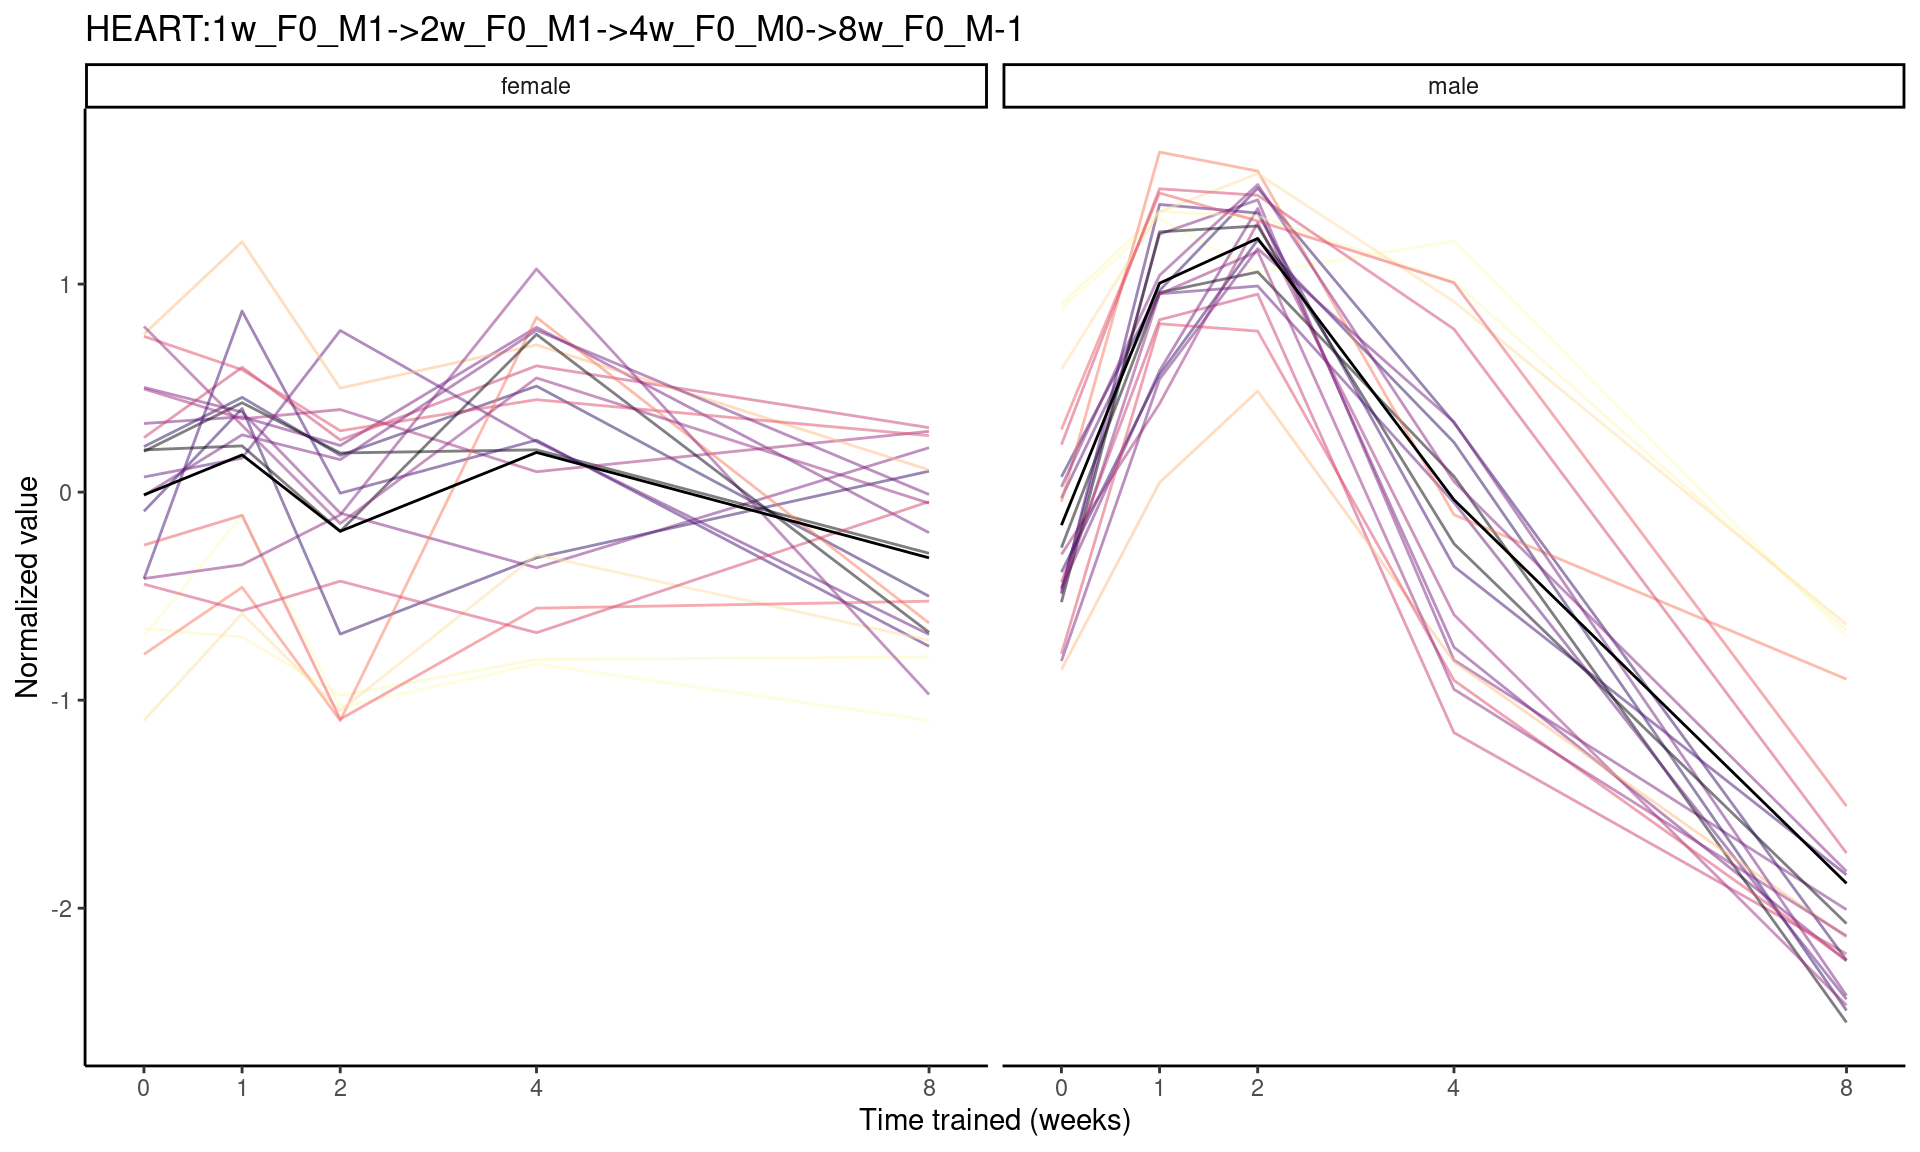 HEART:1w_F0_M1->2w_F0_M1->4w_F0_M0->8w_F0_M-1
female
male
Normalized value
1
0
-1
-2
0 1 2 4 8
0 1 2 4 8
Time trained (weeks)